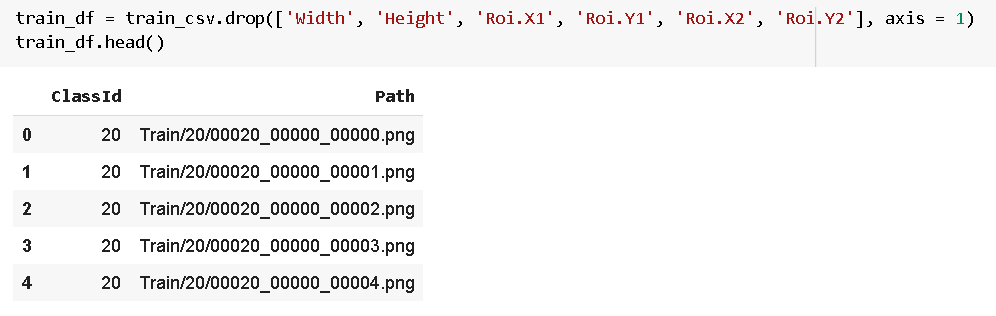 train_df = train_csv.drop(['Width', 'Height', 'Roi.X1', 'Roi.Y1', 'Roi.X2', 'Roi.Y2'], axis = 1)
train_df.head()
ClassId Path
0 20 Train/20/00020_00000_00000.png
1 20 Train/20/00020_00000_00001.png
2 20 Train/20/00020_00000_00002.png
3 20 Train/20/00020_00000_00003.png
4 20 Train/20/00020_00000_00004.png